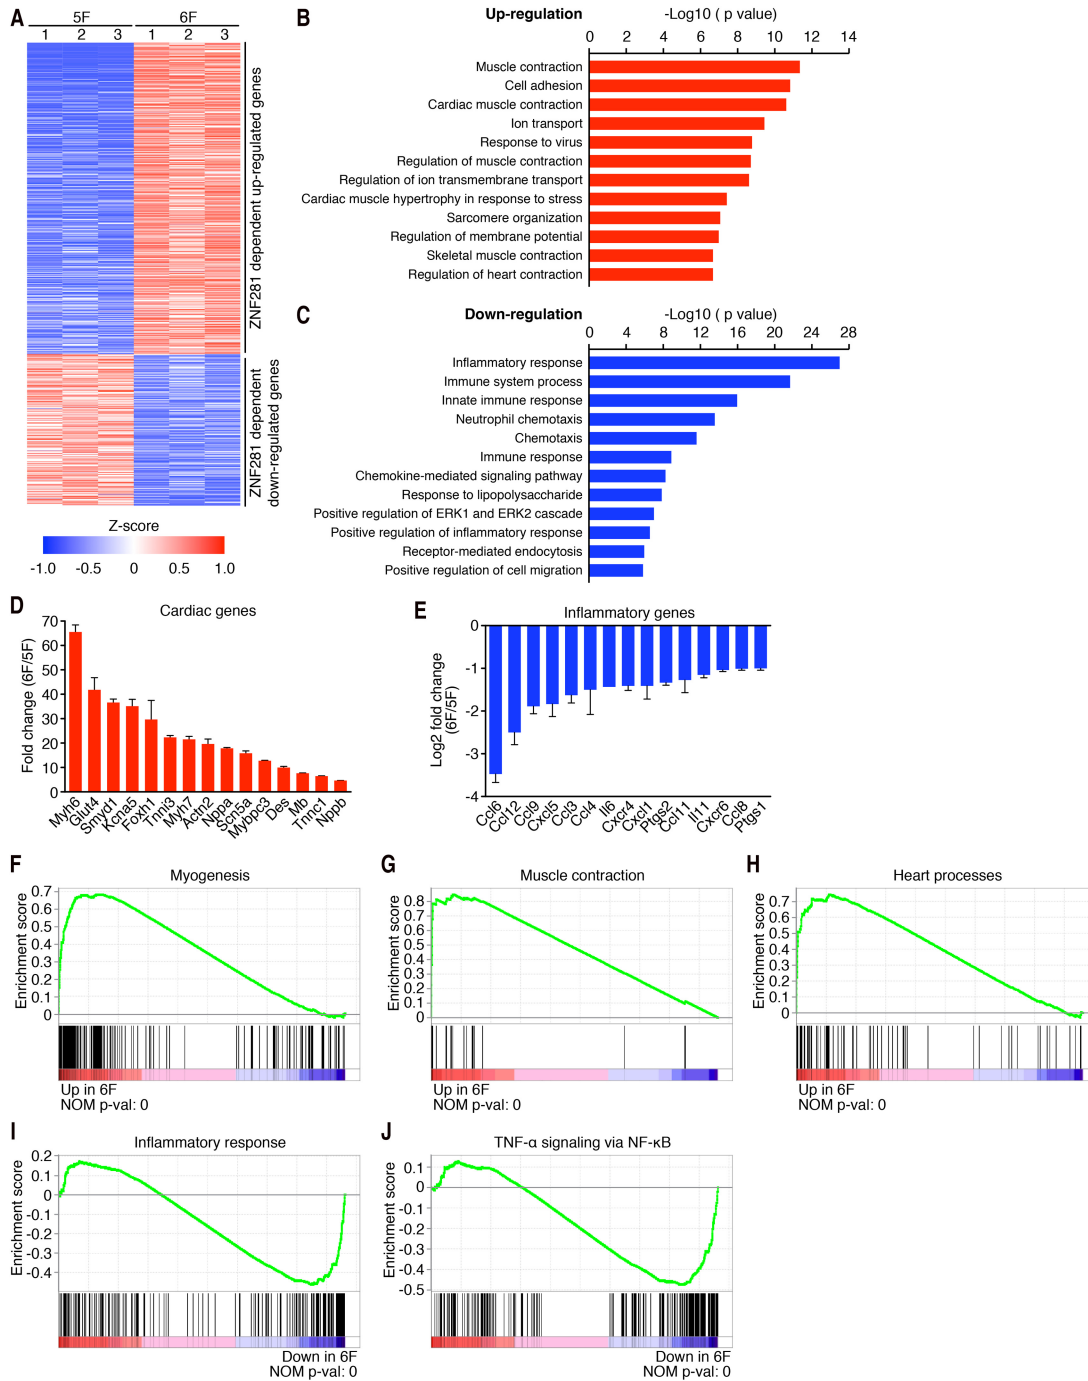 A
5F 6F
1 2 3 1 2 3
ZNF281 dependent up-regulated genes
ZNF281 dependent
down-regulated genes
Z-score
-1.0 -0.5 0 0.5 1.0
B
Up-regulation
-Log10 ( p value)
0 2 4 6 8 10 12 14
Muscle contraction
Cell adhesion
Cardiac muscle contraction
Ion transport
Response to virus
Regulation of muscle contraction
Regulation of ion transmembrane transport
Cardiac muscle hypertrophy in response to stress
Sarcomere organization
Regulation of membrane potential
Skeletal muscle contraction
Regulation of heart contraction
C
Down-regulation
-Log10 ( p value)
0 4 8 12 16 20 24 28
Inflammatory response
Immune system process
Innate immune response
Neutrophil chemotaxis
Chemotaxis
Immune response
Chemokine-mediated signaling pathway
Response to lipopolysaccharide
Positive regulation of ERK1 and ERK2 cascade
Positive regulation of inflammatory response
Receptor-mediated endocytosis
Positive regulation of cell migration
D
Cardiac genes
Fold change (6F/5F)
70
60
50
40
30
20
10
0
Myh6 Glut4 Smyd1 Kcna5 Foxh1 Tnni3 Myh7 Actn2 Nppa Scn5a Mybpc3 Des Mb Tnnc1 Nppb
E
Inflammatory genes
Log2 fold change
(6F/5F)
0
-1
-2
-3
-4
Ccl6 Ccl12 Ccl9 Cxcl5 Ccl3 Ccl4 Il6 Cxcr4 Cxcl1 Ptgs2 Ccl11 Il11 Cxcr6 Ccl8 Ptgs1
F
Myogenesis
Enrichment score
0.7
0.6
0.5
0.4
0.3
0.2
0.1
0
Up in 6F
NOM p-val: 0
G
Muscle contraction
Enrichment score
0.8
0.7
0.6
0.5
0.4
0.3
0.2
0.1
0
H
Heart processes
Enrichment score
0.7
0.6
0.5
0.4
0.3
0.2
0.1
0
Up in 6F
NOM p-val: 0
I
Inflammatory response
Enrichment score
0.2
0.1
0
-0.1
-0.2
-0.3
-0.4
Down in 6F
NOM p-val: 0
J
TNF-α signaling via NF-κB
Enrichment score
0.1
0
-0.1
-0.2
-0.3
-0.4
-0.5
Down in 6F
NOM p-val: 0